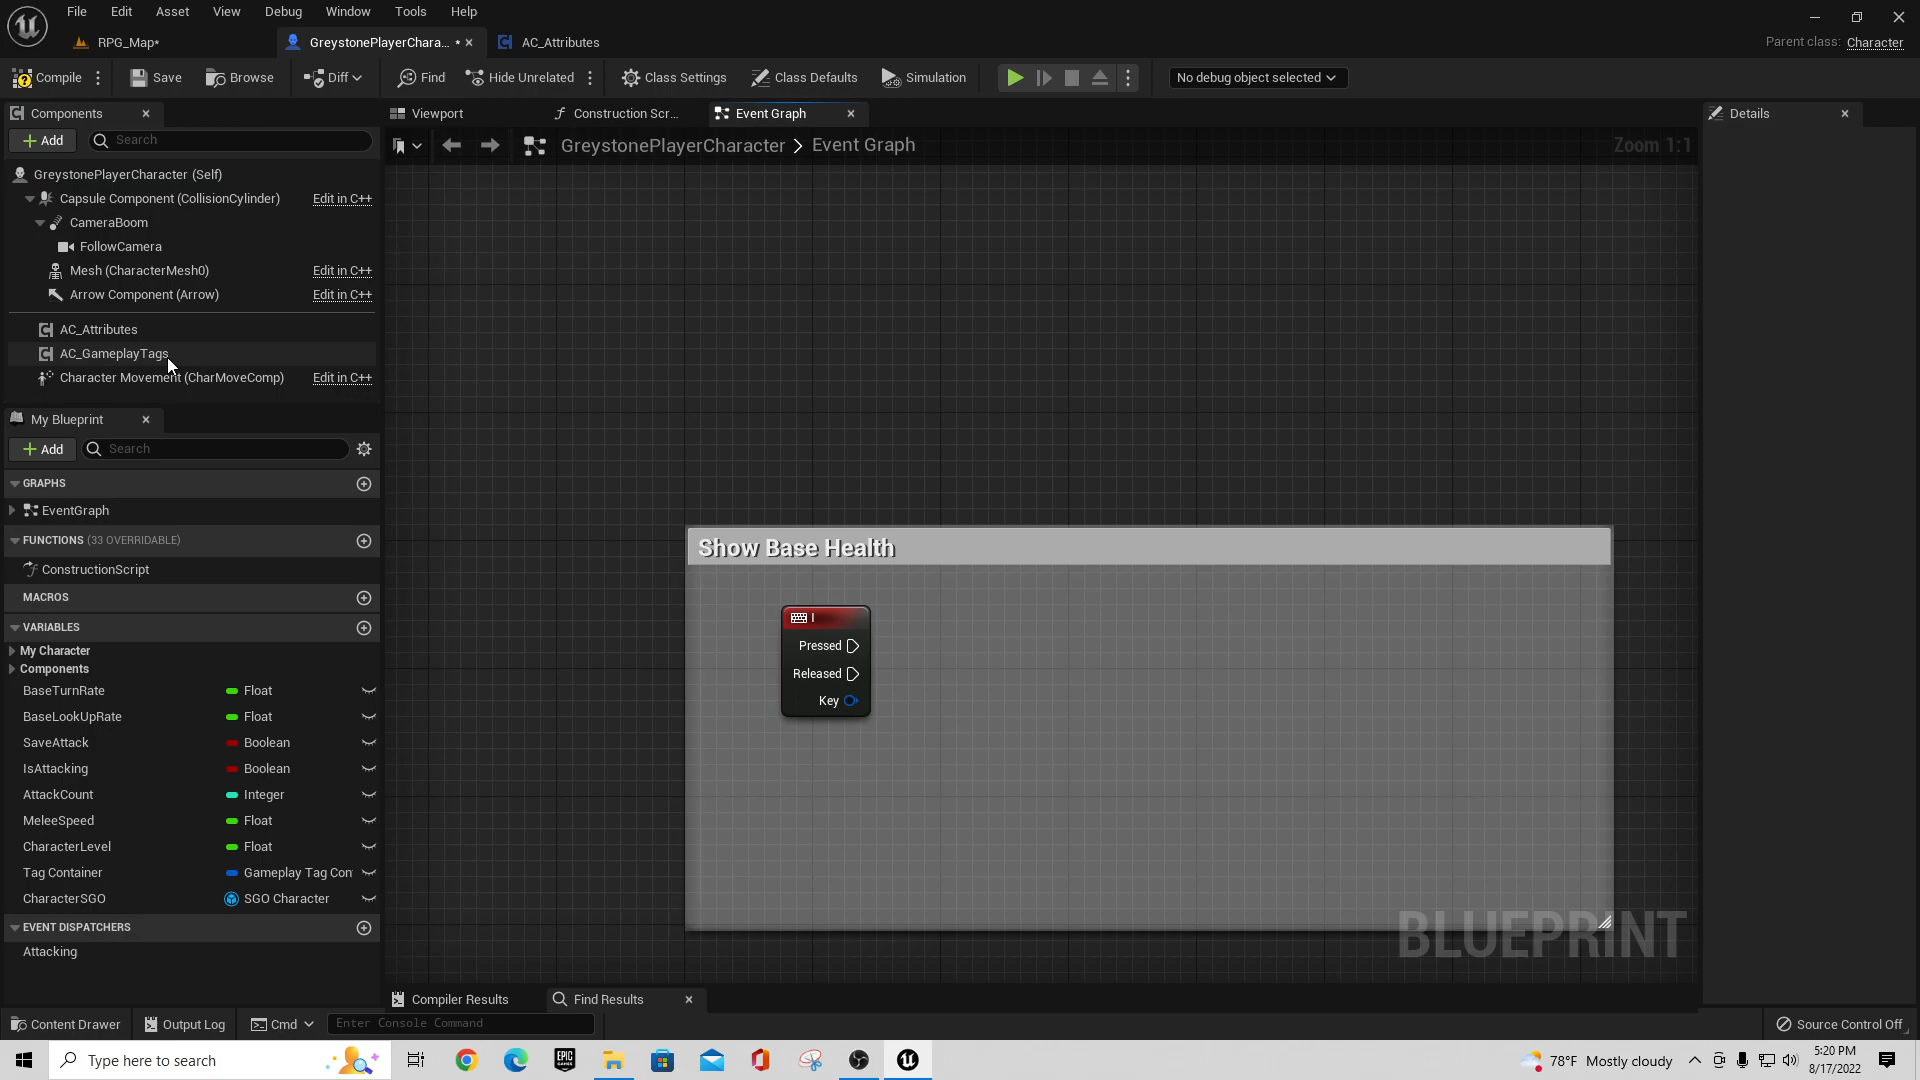 File Edit Asset View Debug Window Tools Help
RPG_Map* GreystonePlayerChara... * AC_Attributes Parent class: Character
Compile Save Browse Diff Find Hide Unrelated Class Settings Class Defaults Simulation No debug object selected
Components Viewport Construction Scr... Event Graph Details
Add Search GreystonePlayerCharacter > Event Graph Zoom 1:1
GreystonePlayerCharacter (Self)
Capsule Component (CollisionCylinder) Edit in C++
CameraBoom
FollowCamera
Mesh (CharacterMesh0) Edit in C++
Arrow Component (Arrow) Edit in C++
AC_Attributes
AC_GameplayTags
Character Movement (CharMoveComp) Edit in C++
My Blueprint
Add Search
GRAPHS
EventGraph
FUNCTIONS (33 OVERRIDABLE)
ConstructionScript
MACROS
VARIABLES
My Character
Components
BaseTurnRate Float
BaseLookUpRate Float
SaveAttack Boolean
IsAttacking Boolean
AttackCount Integer
MeleeSpeed Float
CharacterLevel Float
Tag Container Gameplay Tag Con
CharacterSGO SGO Character
EVENT DISPATCHERS
Attacking
Show Base Health
I
Pressed
Released
Key
BLUEPRINT
Compiler Results Find Results
Content Drawer Output Log Cmd Enter Console Command Source Control Off
Type here to search EPIC GAMES 78°F Mostly cloudy 5:20 PM
8/17/2022